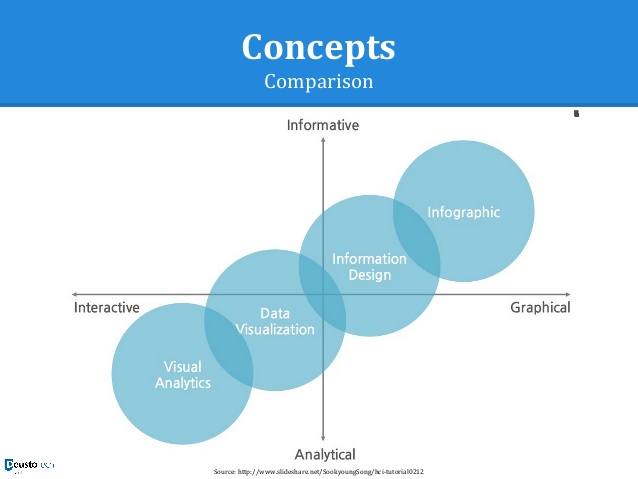 Concepts
Comparison
Informative
Infographic
Information
Design
Interactive
Graphical
Data
Visualization
Visual
Analytics
Analytical
Deusto Tech
Source: http://www.slideshare.net/SookyoungSong/hci-tutorial0212